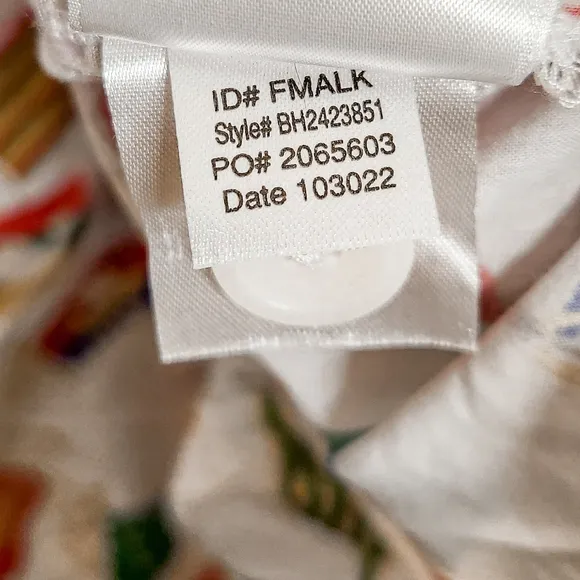 ID# FMALK
Style# BH2423851
PO# 2065603
Date 103022